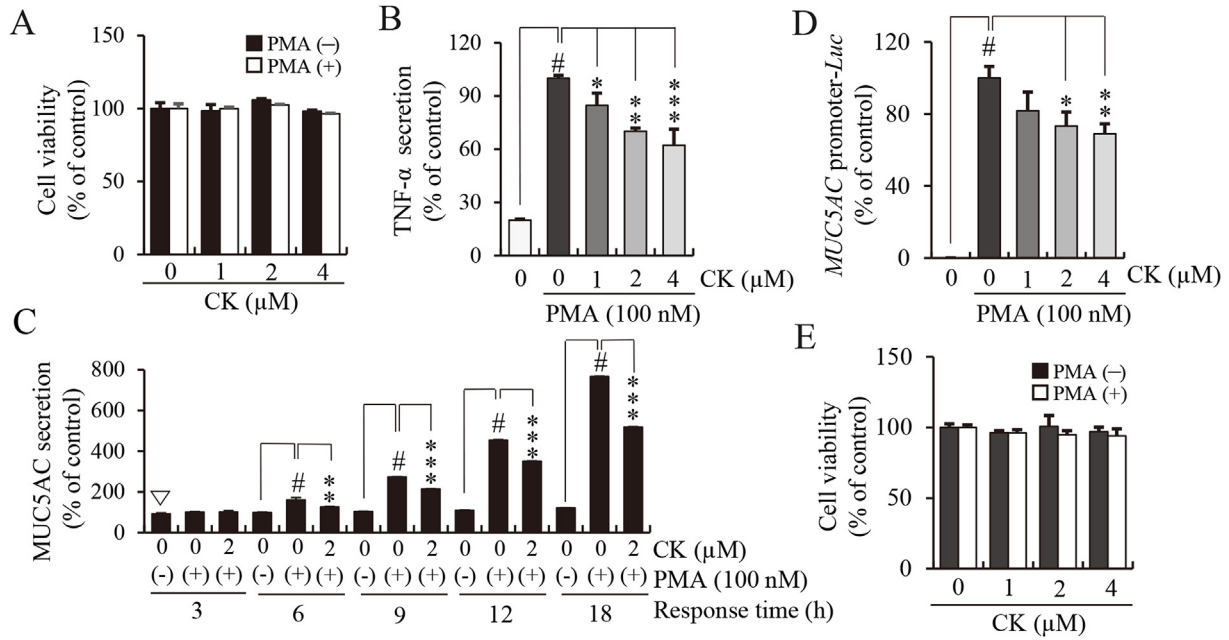 A
150
100
50
0
Cell viability
(% of control)
PMA (–)
PMA (+)
0 1 2 4
CK (µM)
B
120
90
60
30
0
TNF-α secretion
(% of control)
#
*
**
***
0 0 1 2 4 CK (µM)
PMA (100 nM)
D
120
80
40
0
MUC5AC promoter-Luc
(% of control)
#
*
**
0 0 1 2 4 CK (µM)
PMA (100 nM)
C
800
600
400
200
0
MUC5AC secretion
(% of control)
# **
# ***
# ***
# ***
0 0 2 0 0 2 0 0 2 0 0 2 0 0 2 CK (µM)
(-) (+) (+) (-) (+) (+) (-) (+) (+) (-) (+) (+) (-) (+) (+) PMA (100 nM)
3 6 9 12 18 Response time (h)
E
150
100
50
0
Cell viability
(% of control)
PMA (–)
PMA (+)
0 1 2 4
CK (µM)